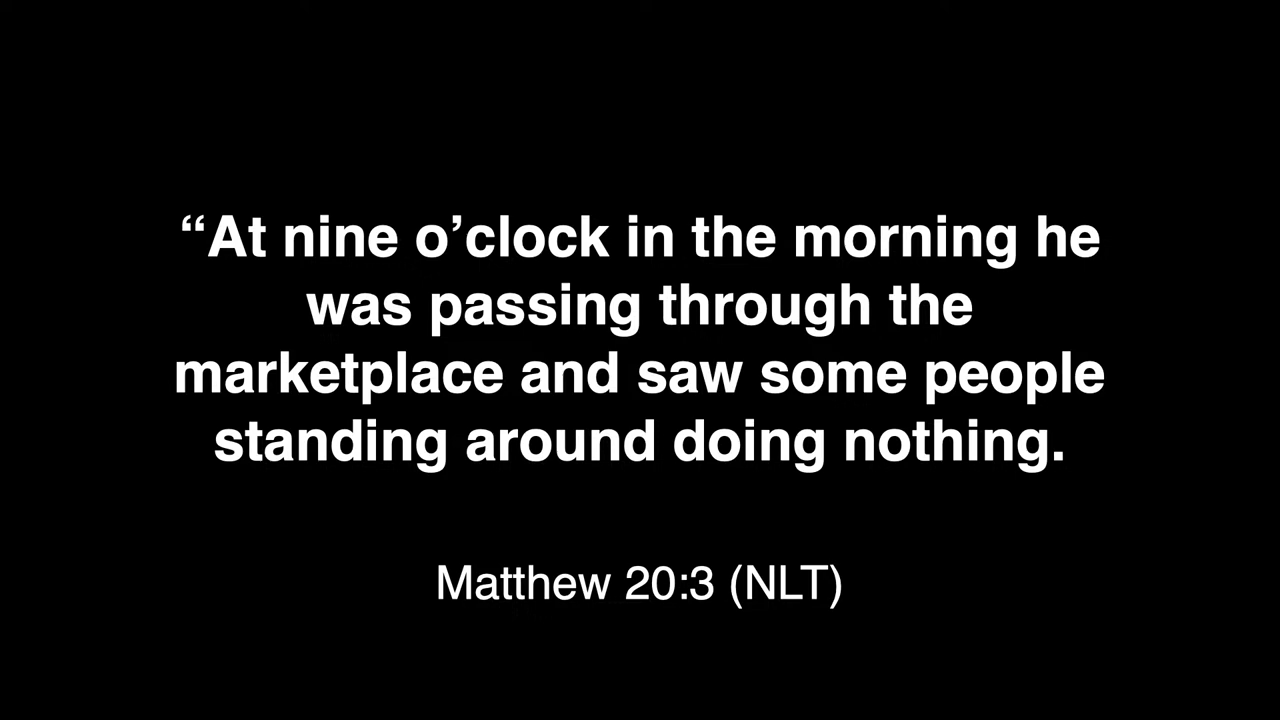 “At nine o’clock in the morning he
was passing through the
marketplace and saw some people
standing around doing nothing.
Matthew 20:3 (NLT)